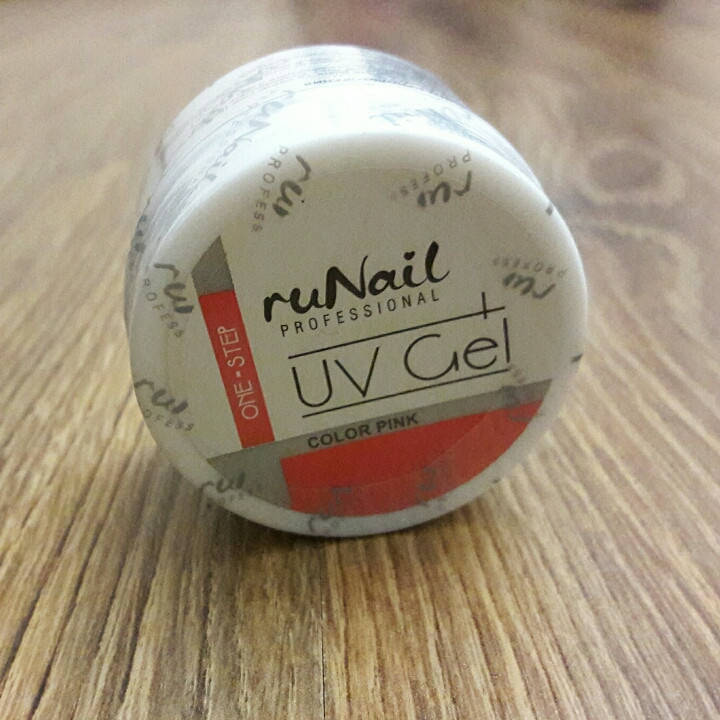 ruNail
PROFESSIONAL
UV Gel
ONE-STEP
COLOR PINK